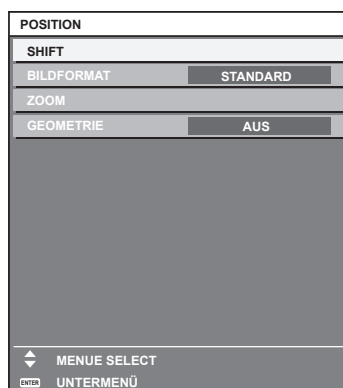 POSITION
SHIFT
BILDFORMAT STANDARD
ZOOM
GEOMETRIE AUS
MENUE SELECT
ENTER UNTERMENÜ